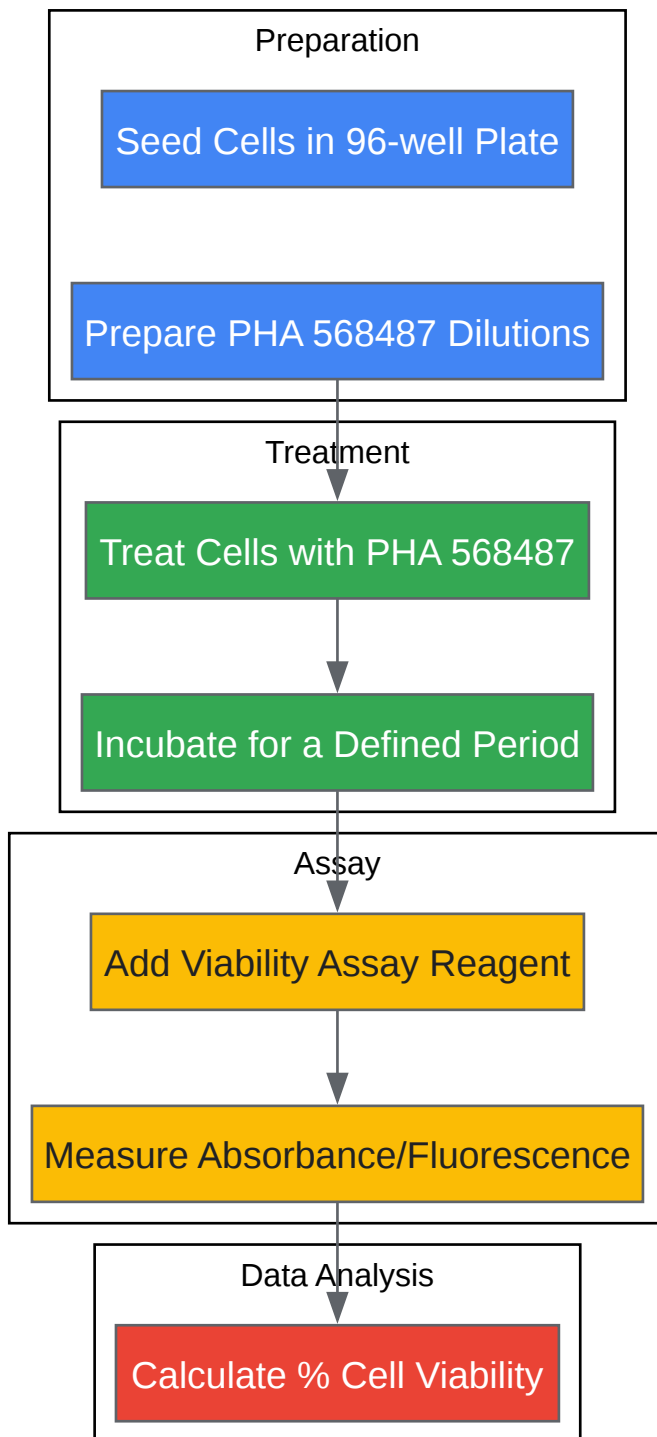 Preparation
Seed Cells in 96-well Plate
Prepare PHA 568487 Dilutions
Treatment
Treat Cells with PHA 568487
Incubate for a Defined Period
Assay
Add Viability Assay Reagent
Measure Absorbance/Fluorescence
Data Analysis
Calculate % Cell Viability